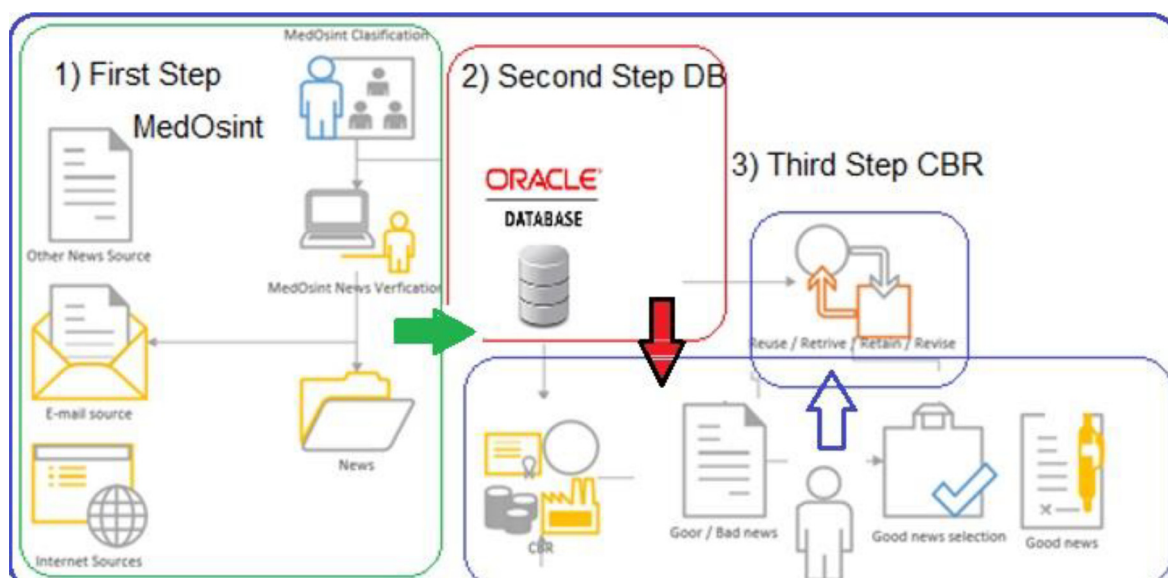 MedOsint Clasification
1) First Step
MedOsint
Other News Source
MedOsint News Verfication
E-mail source
News
Internet Sources
2) Second Step DB
ORACLE®
DATABASE
3) Third Step CBR
Reuse / Retrive / Retain / Revise
CBR
Goor / Bad news
Good news selection
Good news